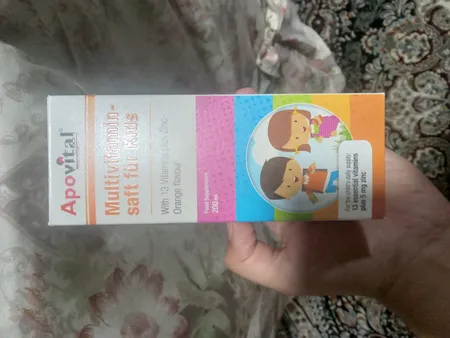 Apovital®
Multivitamin-
saft für KIDS
With 13 Vitamins plus Zinc
Orange flavour
Food Supplement
200 ml
For the child's daily supply:
13 essential vitamins
plus 5 mg zinc